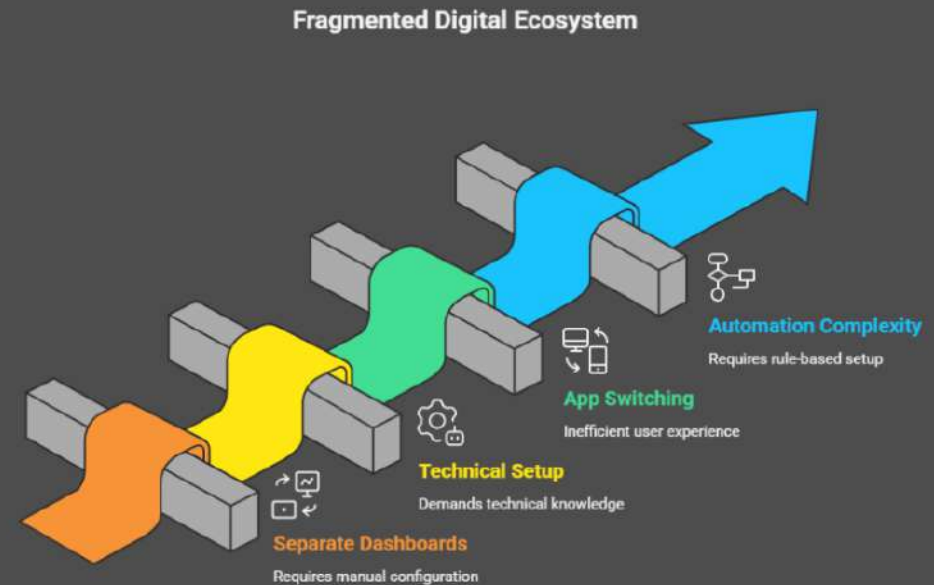 Fragmented Digital Ecosystem
Automation Complexity
Requires rule-based setup
App Switching
Inefficient user experience
Technical Setup
Demands technical knowledge
Separate Dashboards
Requires manual configuration